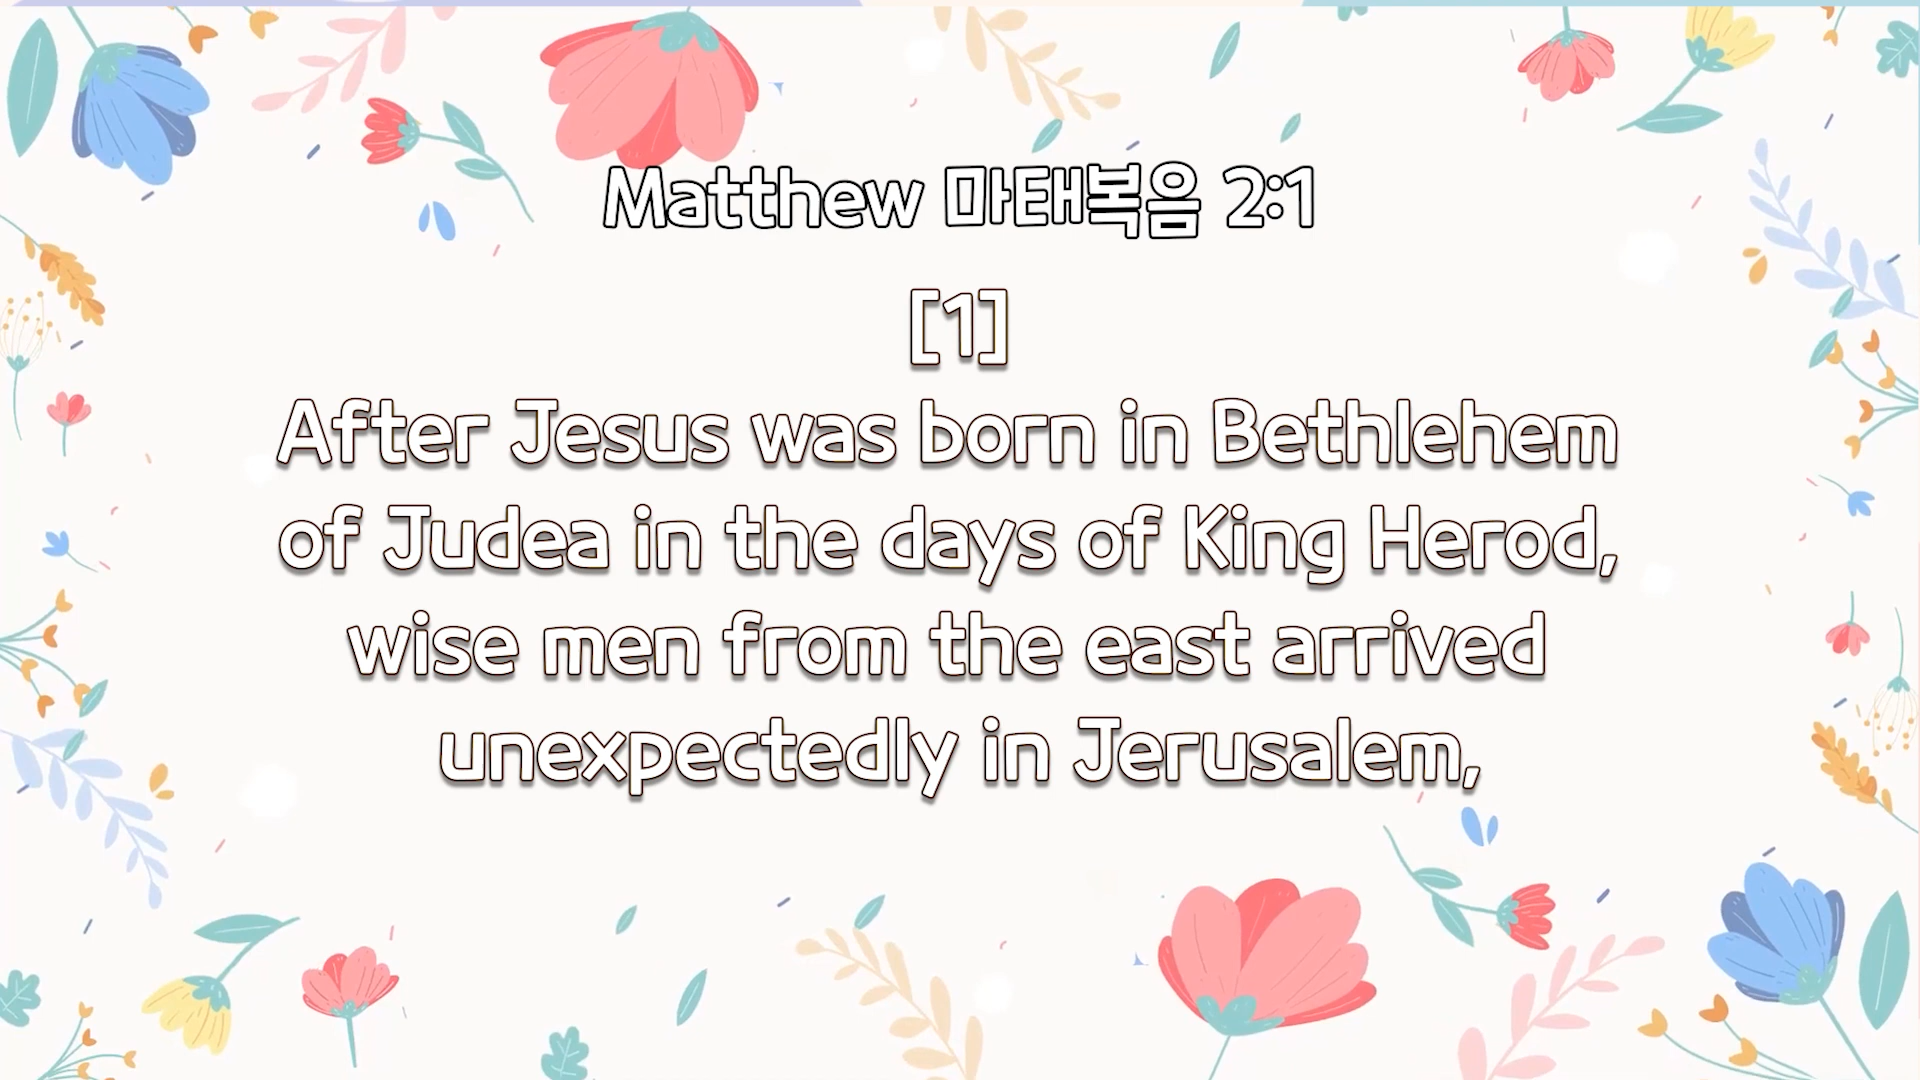 Matthew 마태복음 2:1
[1]
After Jesus was born in Bethlehem
of Judea in the days of King Herod,
wise men from the east arrived
unexpectedly in Jerusalem,